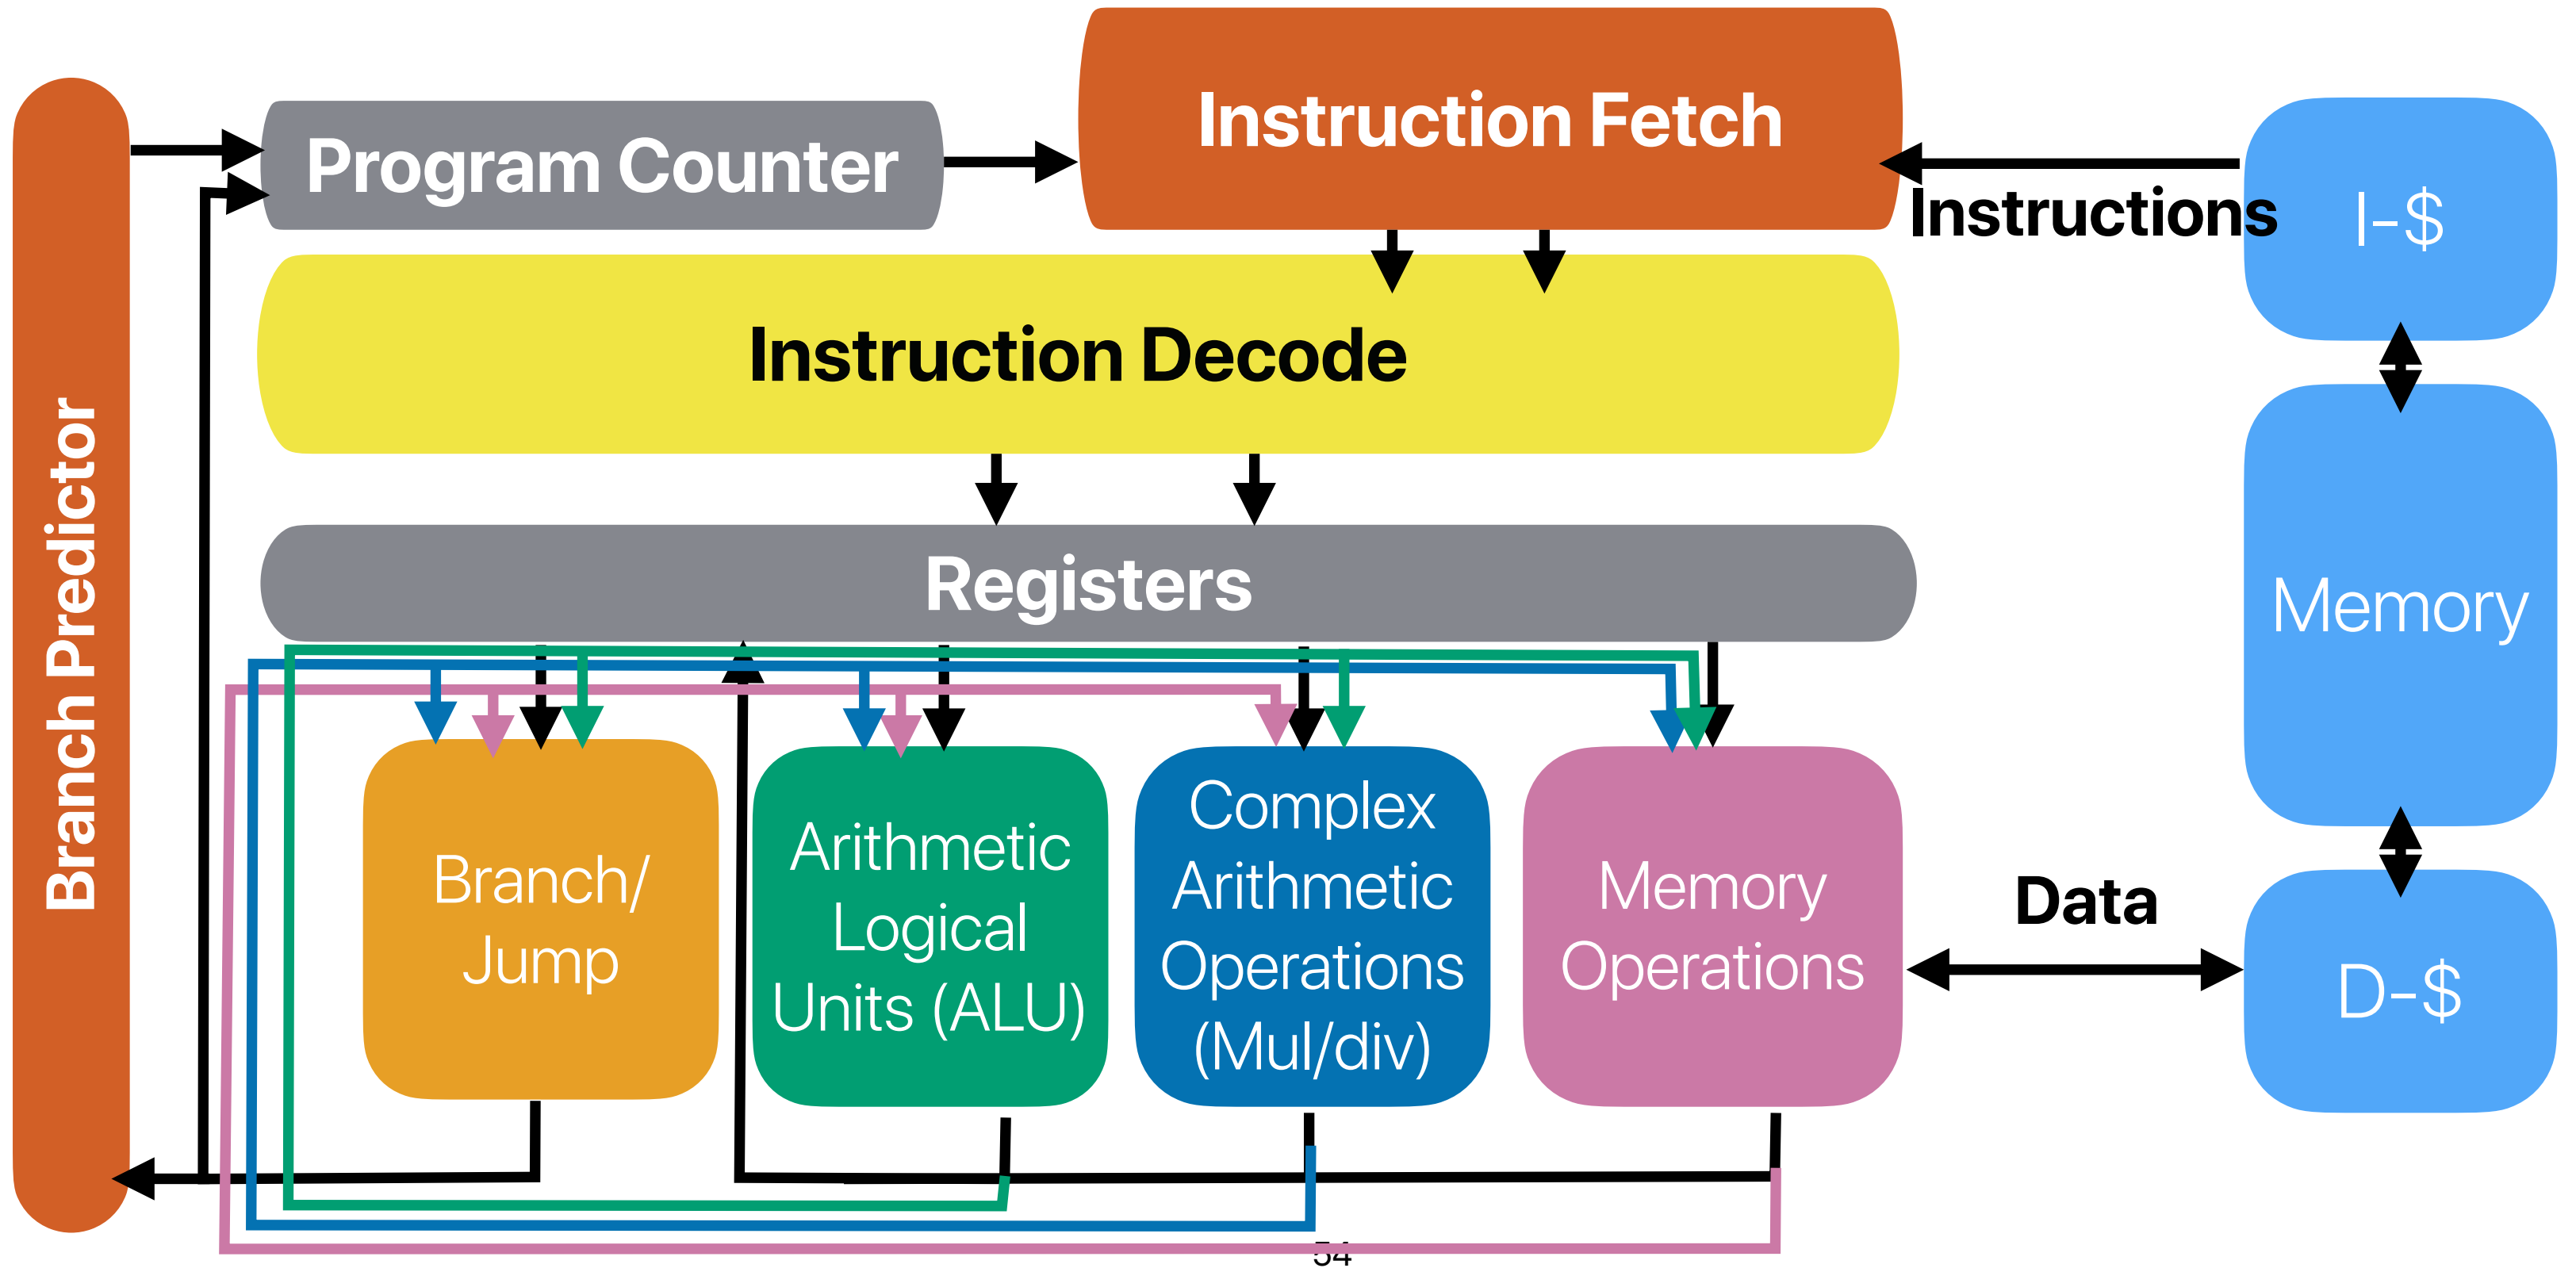 Instruction Fetch
Program Counter
Instructions
I-$
Instruction Decode
Branch Predictor
Registers
Memory
Branch/
Jump
Arithmetic
Logical
Units (ALU)
Complex
Arithmetic
Operations
(Mul/div)
Memory
Operations
Data
D-$
54